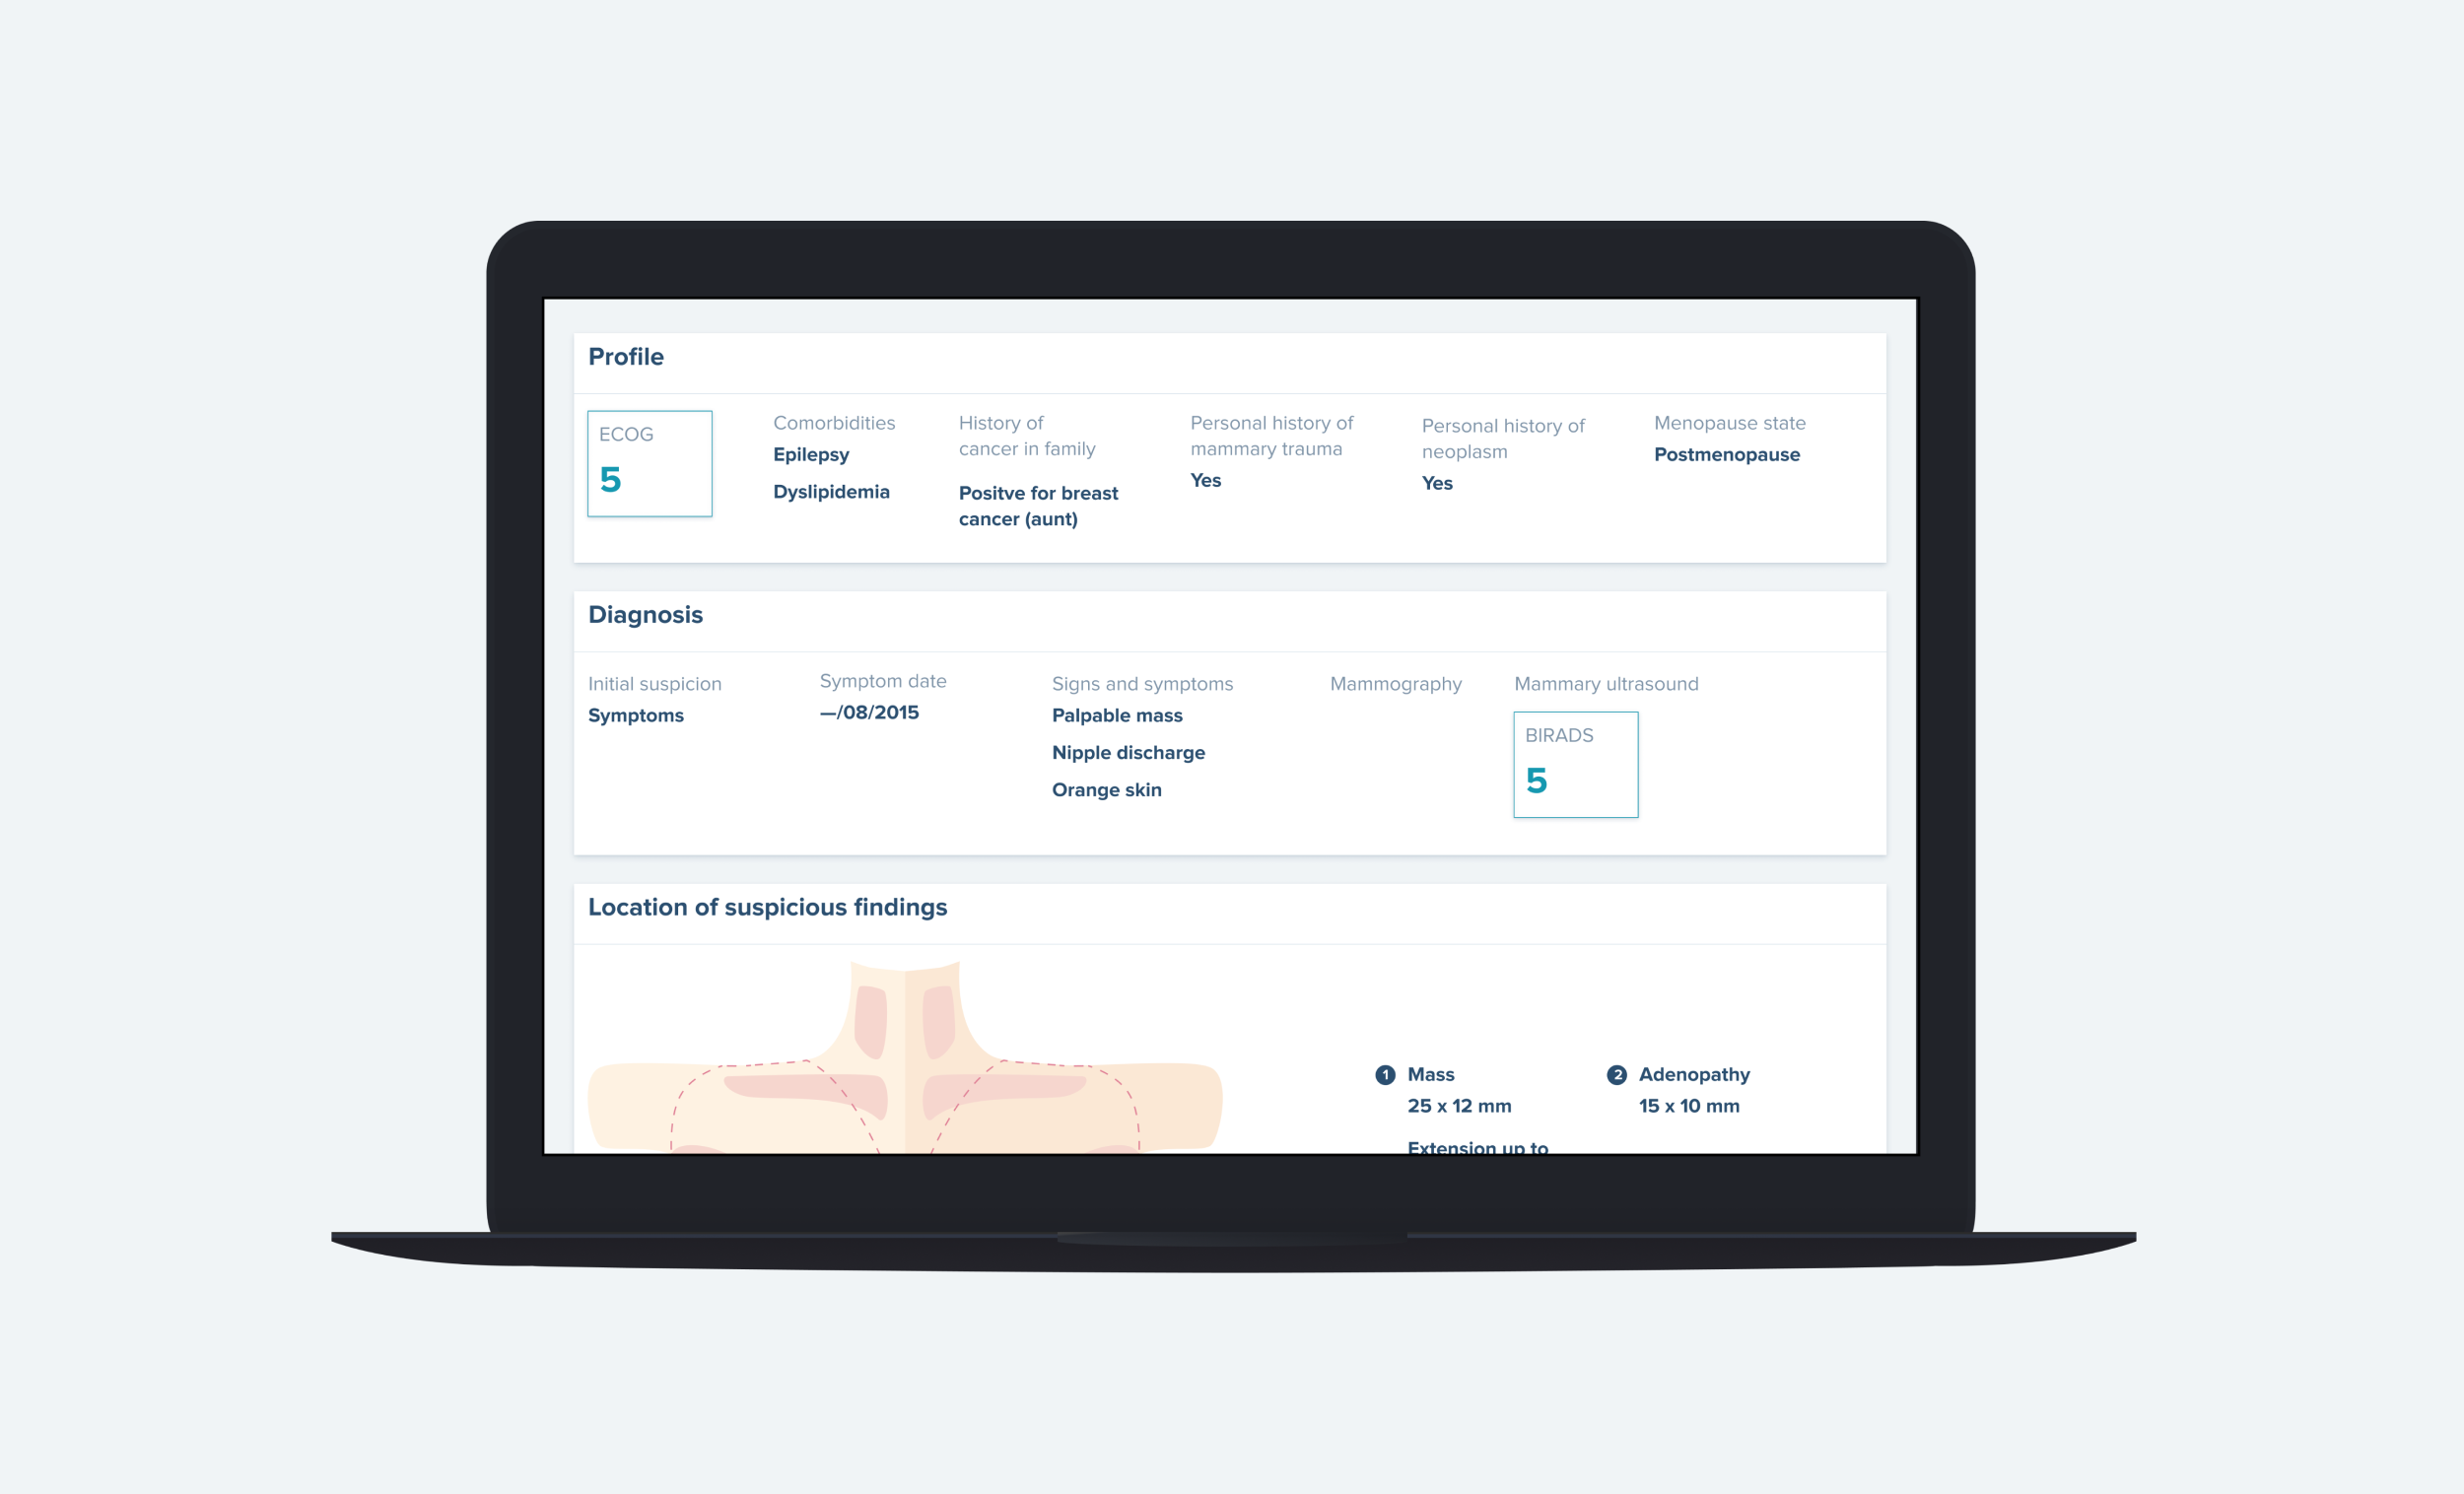 Profile
ECOG
5
Comorbidities
Epilepsy
Dyslipidemia
History of
cancer in family
Positve for breast
cancer (aunt)
Personal history of
mammary trauma
Yes
Personal history of
neoplasm
Yes
Menopause state
Postmenopause
Diagnosis
Initial suspicion
Symptoms
Symptom date
—/08/2015
Signs and symptoms
Palpable mass
Nipple discharge
Orange skin
Mammography
Mammary ultrasound
BIRADS
5
Location of suspicious findings
1 Mass
25 x 12 mm
Extension up to
2 Adenopathy
15 x 10 mm